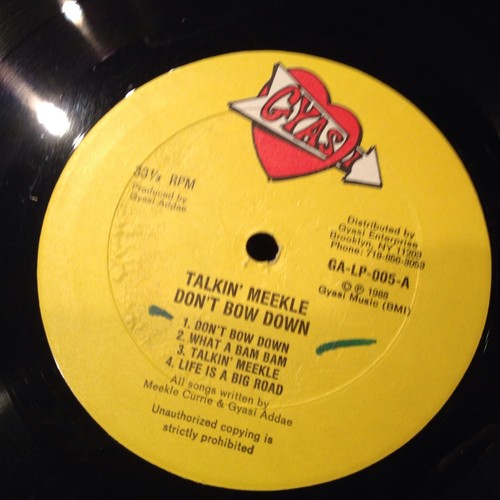 GYASI
33⅓ RPM
Produced by
Gyasi Addae
Distributed by
Gyasi Enterprise
Brooklyn, NY 11203
Phone: 718-856-3053
GA-LP-005-A
© ℗ 1988
Gyasi Music (BMI)
TALKIN' MEEKLE
DON'T BOW DOWN
1. DON'T BOW DOWN
2. WHAT A BAM BAM
3. TALKIN' MEEKLE
4. LIFE IS A BIG ROAD
All songs written by
Meekle Currie & Gyasi Addae
Unauthorized copying is
strictly prohibited